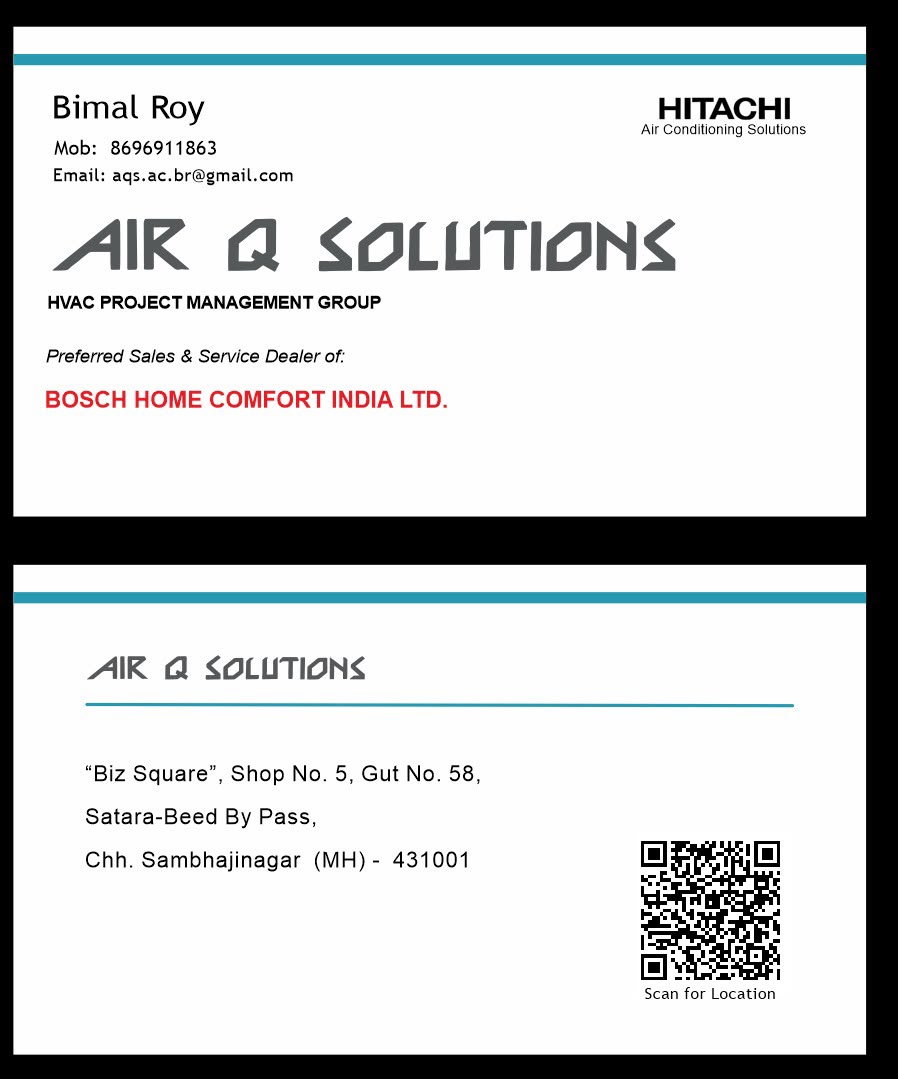 Bimal Roy
Mob: 8696911863
Email: aqs.ac.br@gmail.com
HITACHI
Air Conditioning Solutions
AIR Q SOLUTIONS
HVAC PROJECT MANAGEMENT GROUP
Preferred Sales & Service Dealer of:
BOSCH HOME COMFORT INDIA LTD.
AIR Q SOLUTIONS
“Biz Square”, Shop No. 5, Gut No. 58,
Satara-Beed By Pass,
Chh. Sambhajinagar (MH) - 431001
Scan for Location